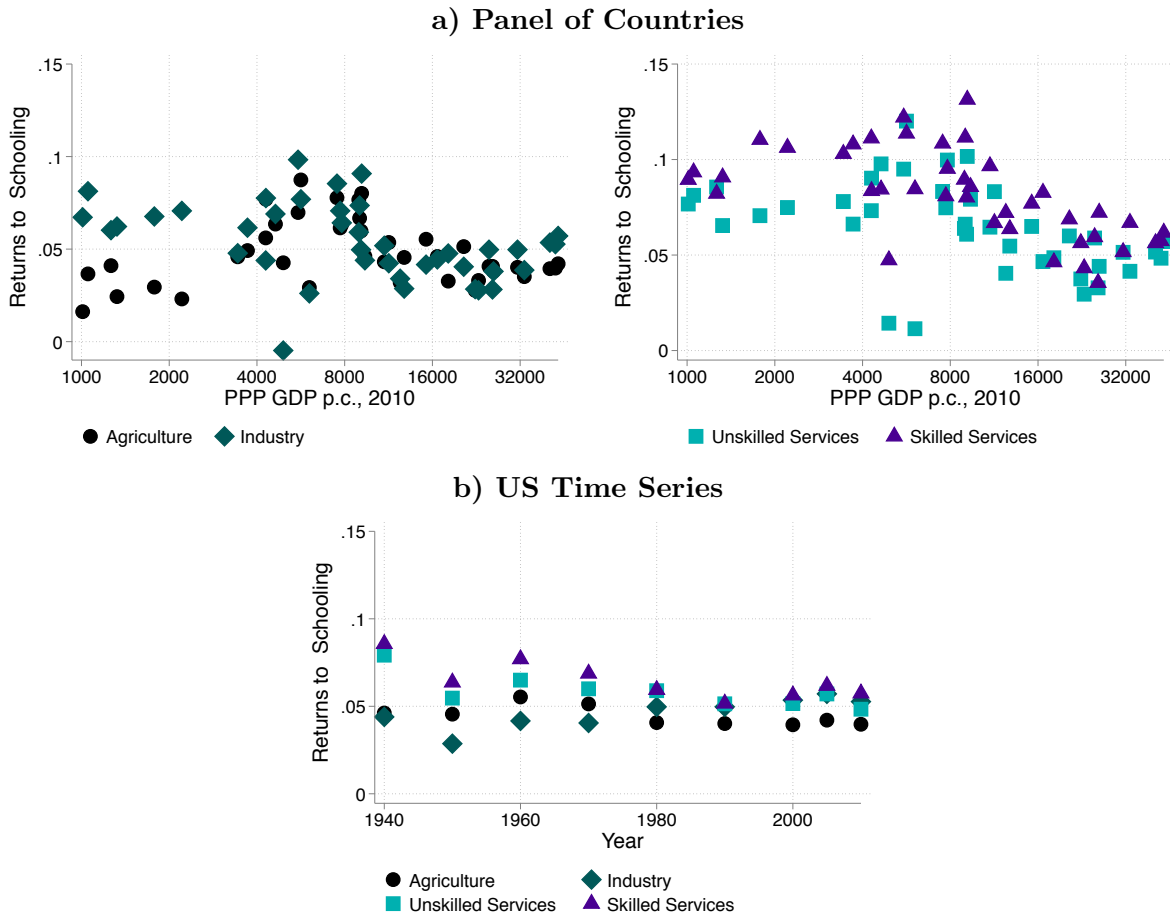 a) Panel of Countries
Returns to Schooling
.15
.1
.05
0
1000 2000 4000 8000 16000 32000
PPP GDP p.c., 2010
Agriculture Industry
Returns to Schooling
.15
.1
.05
0
1000 2000 4000 8000 16000 32000
PPP GDP p.c., 2010
Unskilled Services Skilled Services
b) US Time Series
Returns to Schooling
.15
.1
.05
0
1940 1960 1980 2000
Year
Agriculture Industry
Unskilled Services Skilled Services